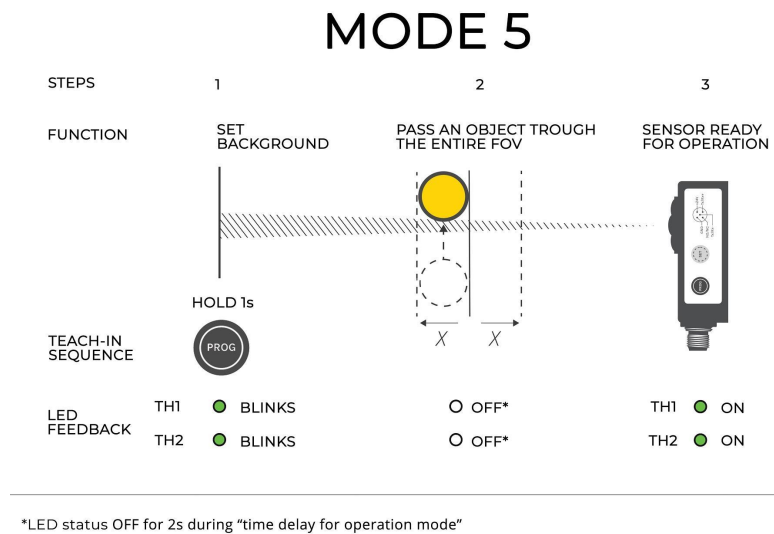 MODE 5
STEPS 1 2 3
FUNCTION SET PASS AN OBJECT TROUGH SENSOR READY
BACKGROUND THE ENTIRE FOV FOR OPERATION
HOLD 1s
X X
TEACH-IN PROG
SEQUENCE
LED TH1 BLINKS OFF* TH1 ON
FEEDBACK TH2 BLINKS OFF* TH2 ON
*LED status OFF for 2s during “time delay for operation mode”